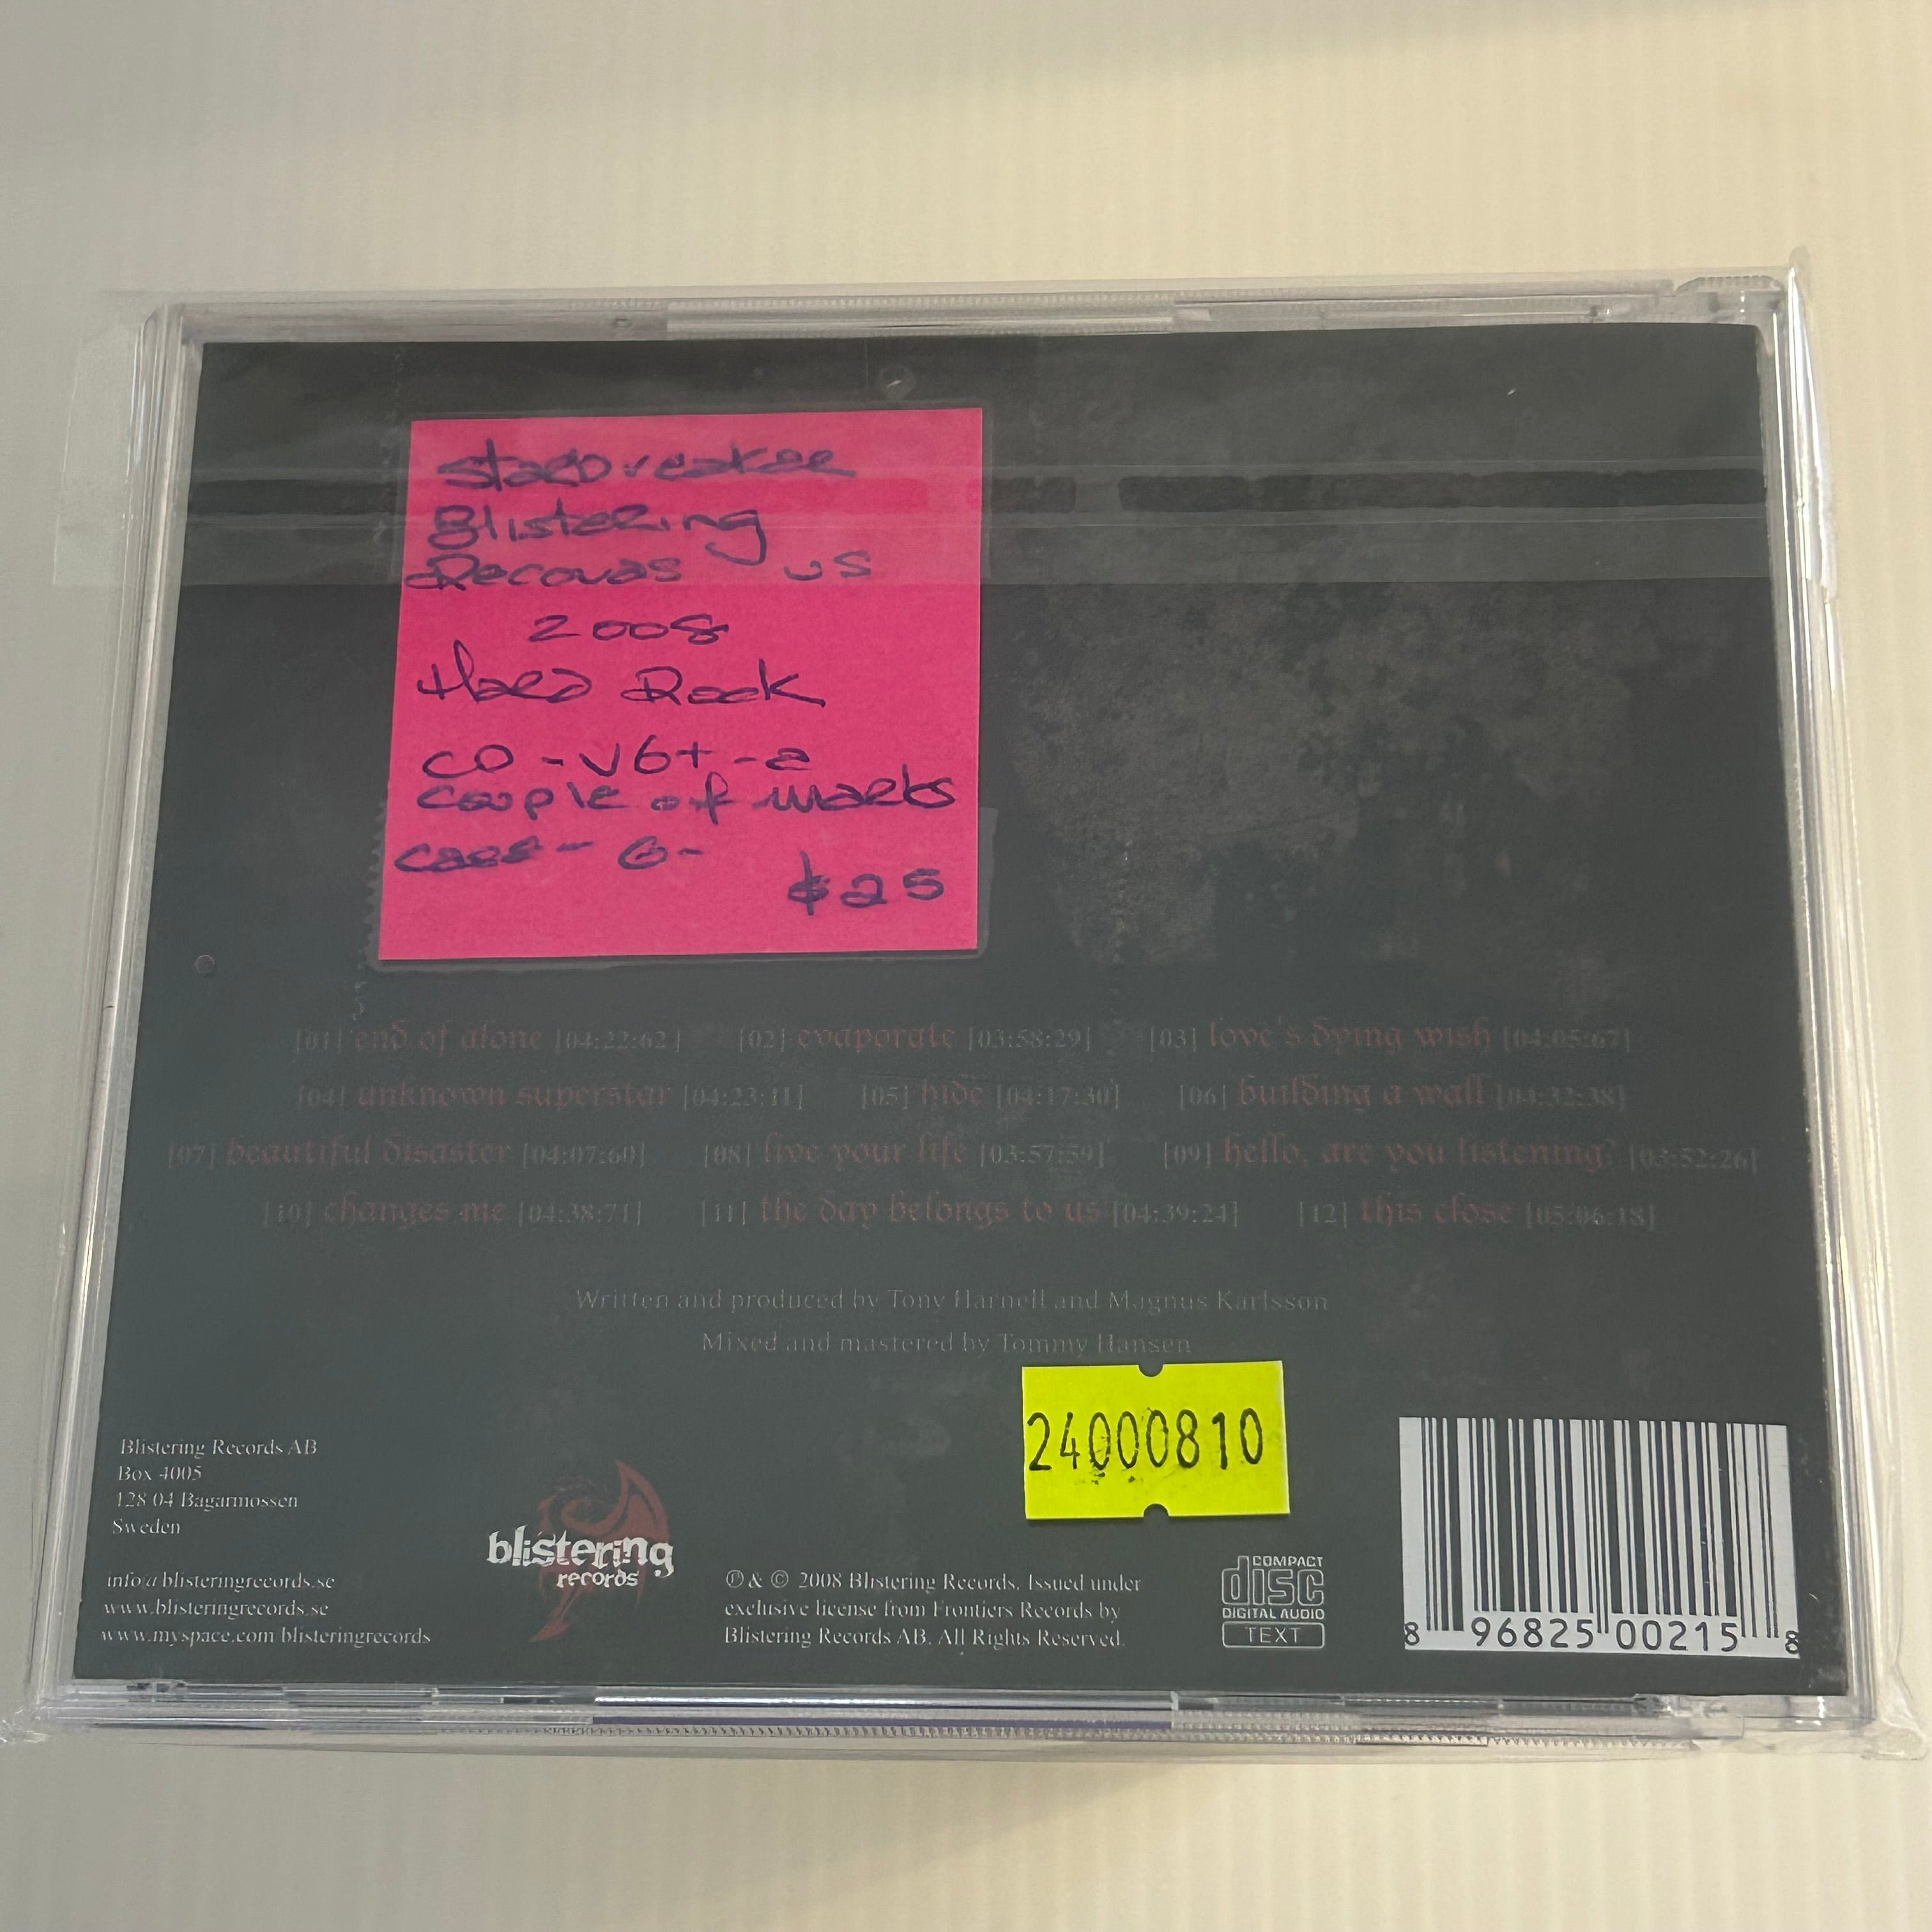 Starbreaker
Blistering
Records US
2008
Hard Rock
CD - VG+ - a
couple of marks
case - G-
$25
[01] end of alone [04:22:62] [02] evaporate [03:58:29] [03] love's dying wish [04:05:67]
[04] unknown superstar [04:23:11] [05] hide [04:17:30] [06] building a wall [04:32:38]
[07] beautiful disaster [04:07:60] [08] live your life [03:57:59] [09] hello, are you listening? [03:52:26]
[10] changes me [04:38:71] [11] the day belongs to us [04:39:24] [12] this close [05:06:18]
Written and produced by Tony Harnell and Magnus Karlsson
Mixed and mastered by Tommy Hansen
24000810
Blistering Records AB
Box 4005
128 04 Bagarmossen
Sweden
info@blisteringrecords.se
www.blisteringrecords.se
www.myspace.com/blisteringrecords
blistering
records
℗ & © 2008 Blistering Records. Issued under
exclusive license from Frontiers Records by
Blistering Records AB. All Rights Reserved.
COMPACT
disc
DIGITAL AUDIO
TEXT
8 96825 00215 8